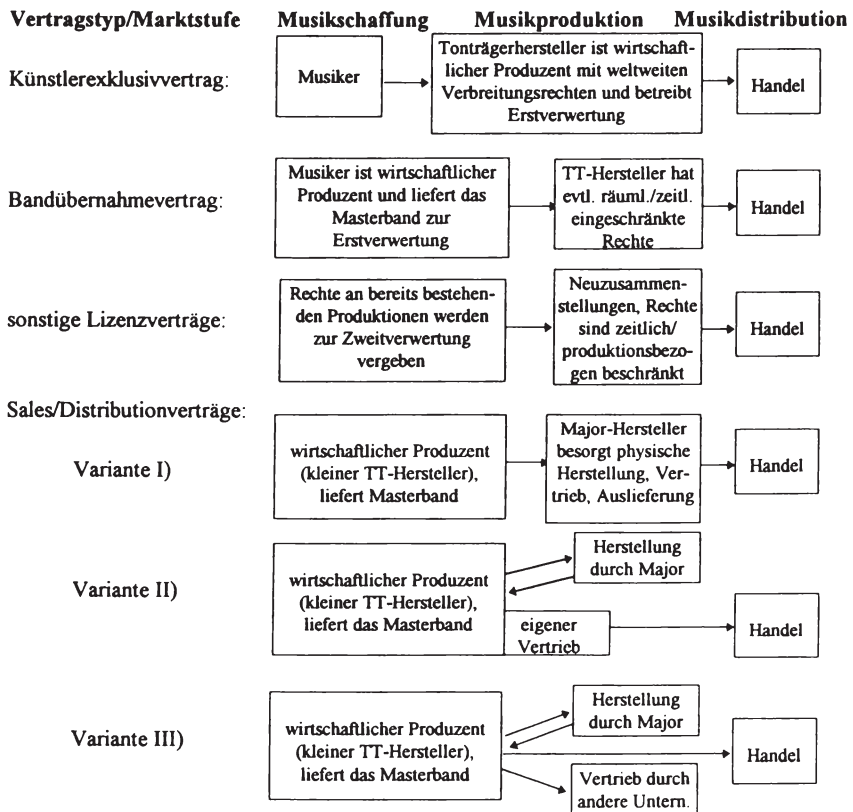 Vertragstyp/Marktstufe Musikschaffung Musikproduktion Musikdistribution
Künstlerexklusivvertrag:
Musiker
Tonträgerhersteller ist wirtschaft-
licher Produzent mit weltweiten
Verbreitungsrechten und betreibt
Erstverwertung
Handel
Bandübernahmevertrag:
Musiker ist wirtschaftlicher
Produzent und liefert das
Masterband zur
Erstverwertung
TT-Hersteller hat
evtl. räuml./zeitl.
eingeschränkte
Rechte
Handel
sonstige Lizenzverträge:
Rechte an bereits bestehen-
den Produktionen werden
zur Zweitverwertung
vergeben
Neuzusammen-
stellungen, Rechte
sind zeitlich/
produktionsbezo-
gen beschränkt
Handel
Sales/Distributionverträge:
Variante I)
wirtschaftlicher Produzent
(kleiner TT-Hersteller),
liefert Masterband
Major-Hersteller
besorgt physische
Herstellung, Ver-
trieb, Auslieferung
Handel
Variante II)
wirtschaftlicher Produzent
(kleiner TT-Hersteller),
liefert das Masterband
Herstellung
durch Major
eigener
Vertrieb
Handel
Variante III)
wirtschaftlicher Produzent
(kleiner TT-Hersteller),
liefert das Masterband
Herstellung
durch Major
Handel
Vertrieb durch
andere Untern.